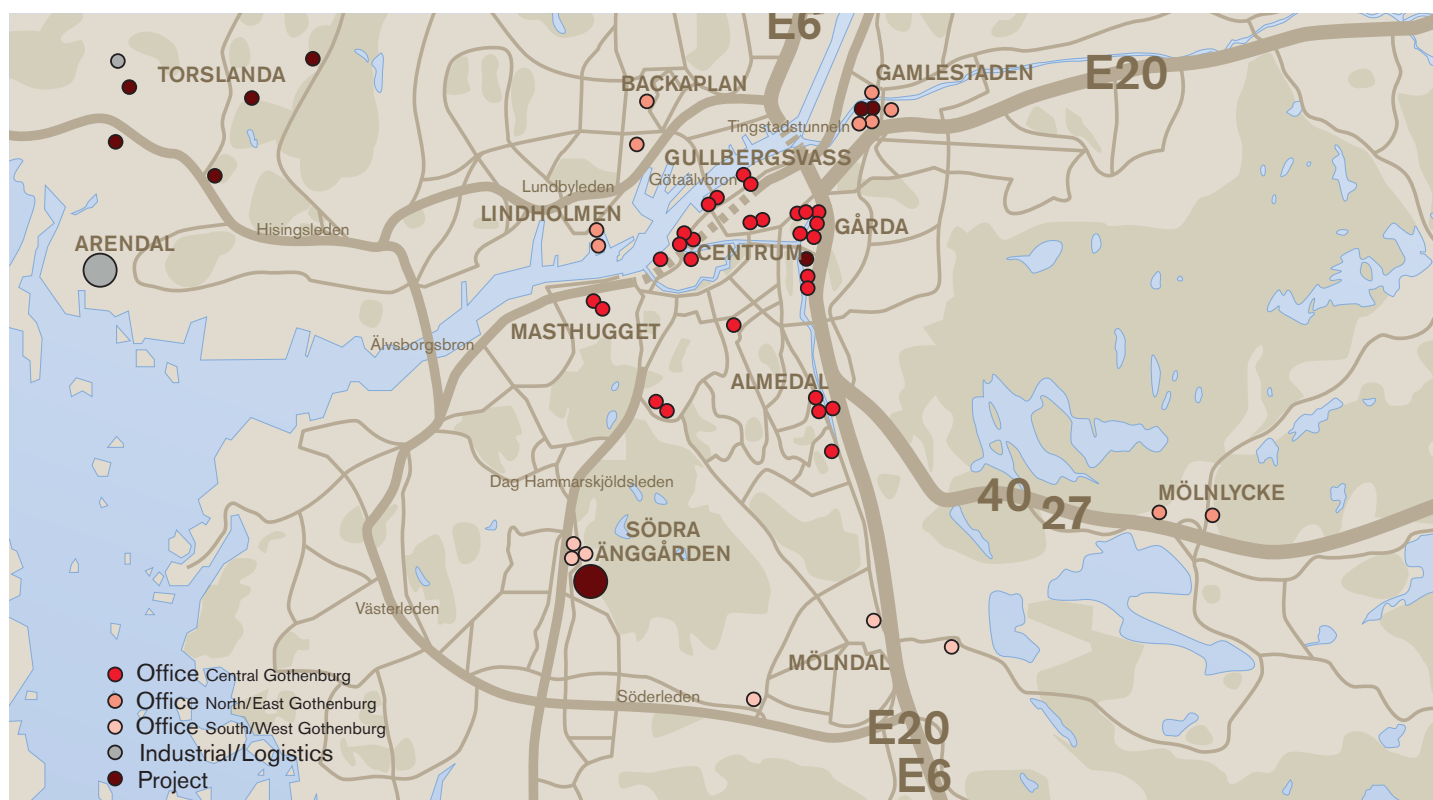 E6
TORSLANDA
BACKAPLAN
GAMLESTADEN
E20
Tingstadstunneln
GULLBERGSVASS
Götaälvbron
Lundbyleden
LINDHOLMEN
Hisingsleden
GÅRDA
ARENDAL
CENTRUM
MASTHUGGET
Älvsborgsbron
ALMEDAL
Dag Hammarskjöldsleden
40
27
MÖLNLYCKE
SÖDRA
ÄNGGÅRDEN
Västerleden
MÖLNDAL
Söderleden
E20
E6
Office Central Gothenburg
Office North/East Gothenburg
Office South/West Gothenburg
Industrial/Logistics
Project